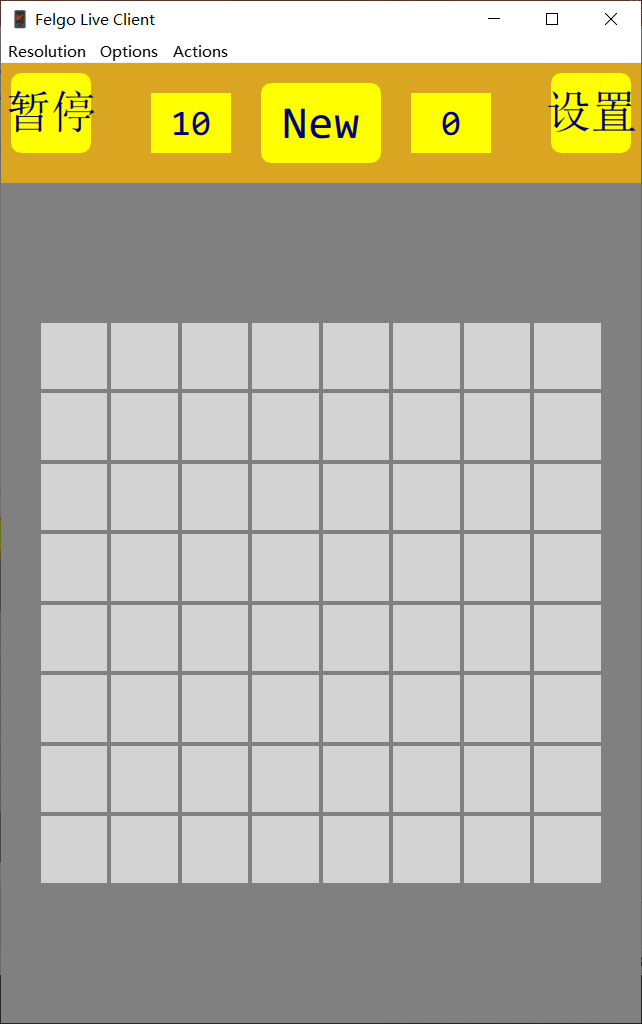 Felgo Live Client
Resolution Options Actions
暂停 10 New 0 设置